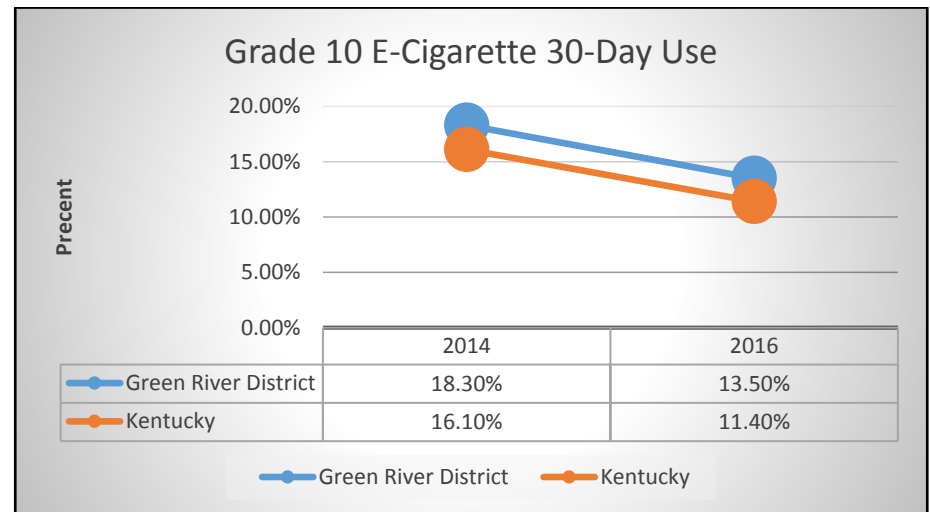 Grade 10 E-Cigarette 30-Day Use
Precent
20.00%
15.00%
10.00%
5.00%
0.00%
2014 2016
Green River District 18.30% 13.50%
Kentucky 16.10% 11.40%
Green River District Kentucky